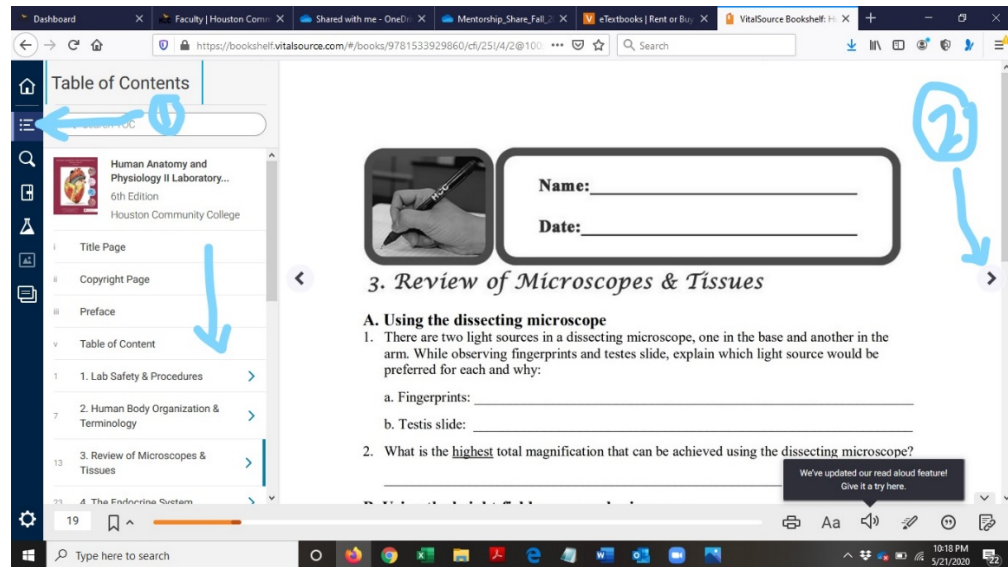 Dashboard
Faculty | Houston Comm
Shared with me - OneDr
Mentorship_Share_Fall_2
eTextbooks | Rent or Buy
VitalSource Bookshelf: H
https://bookshelf.vitalsource.com/#/books/9781533929860/cfi/25!/4/2@100
Search
Table of Contents
1
2
Human Anatomy and
Physiology II Laboratory...
6th Edition
Houston Community College
i Title Page
ii Copyright Page
iii Preface
v Table of Content
1 1. Lab Safety & Procedures
7 2. Human Body Organization &
Terminology
13 3. Review of Microscopes &
Tissues
23 4. The Endocrine System
HCC
Name:
Date:
3. Review of Microscopes & Tissues
A. Using the dissecting microscope
1. There are two light sources in a dissecting microscope, one in the base and another in the
arm. While observing fingerprints and testes slide, explain which light source would be
preferred for each and why:
a. Fingerprints:
b. Testis slide:
2. What is the highest total magnification that can be achieved using the dissecting microscope?
We've updated our read aloud feature!
Give it a try here.
19
Aa
Type here to search
10:18 PM
5/21/2020
22